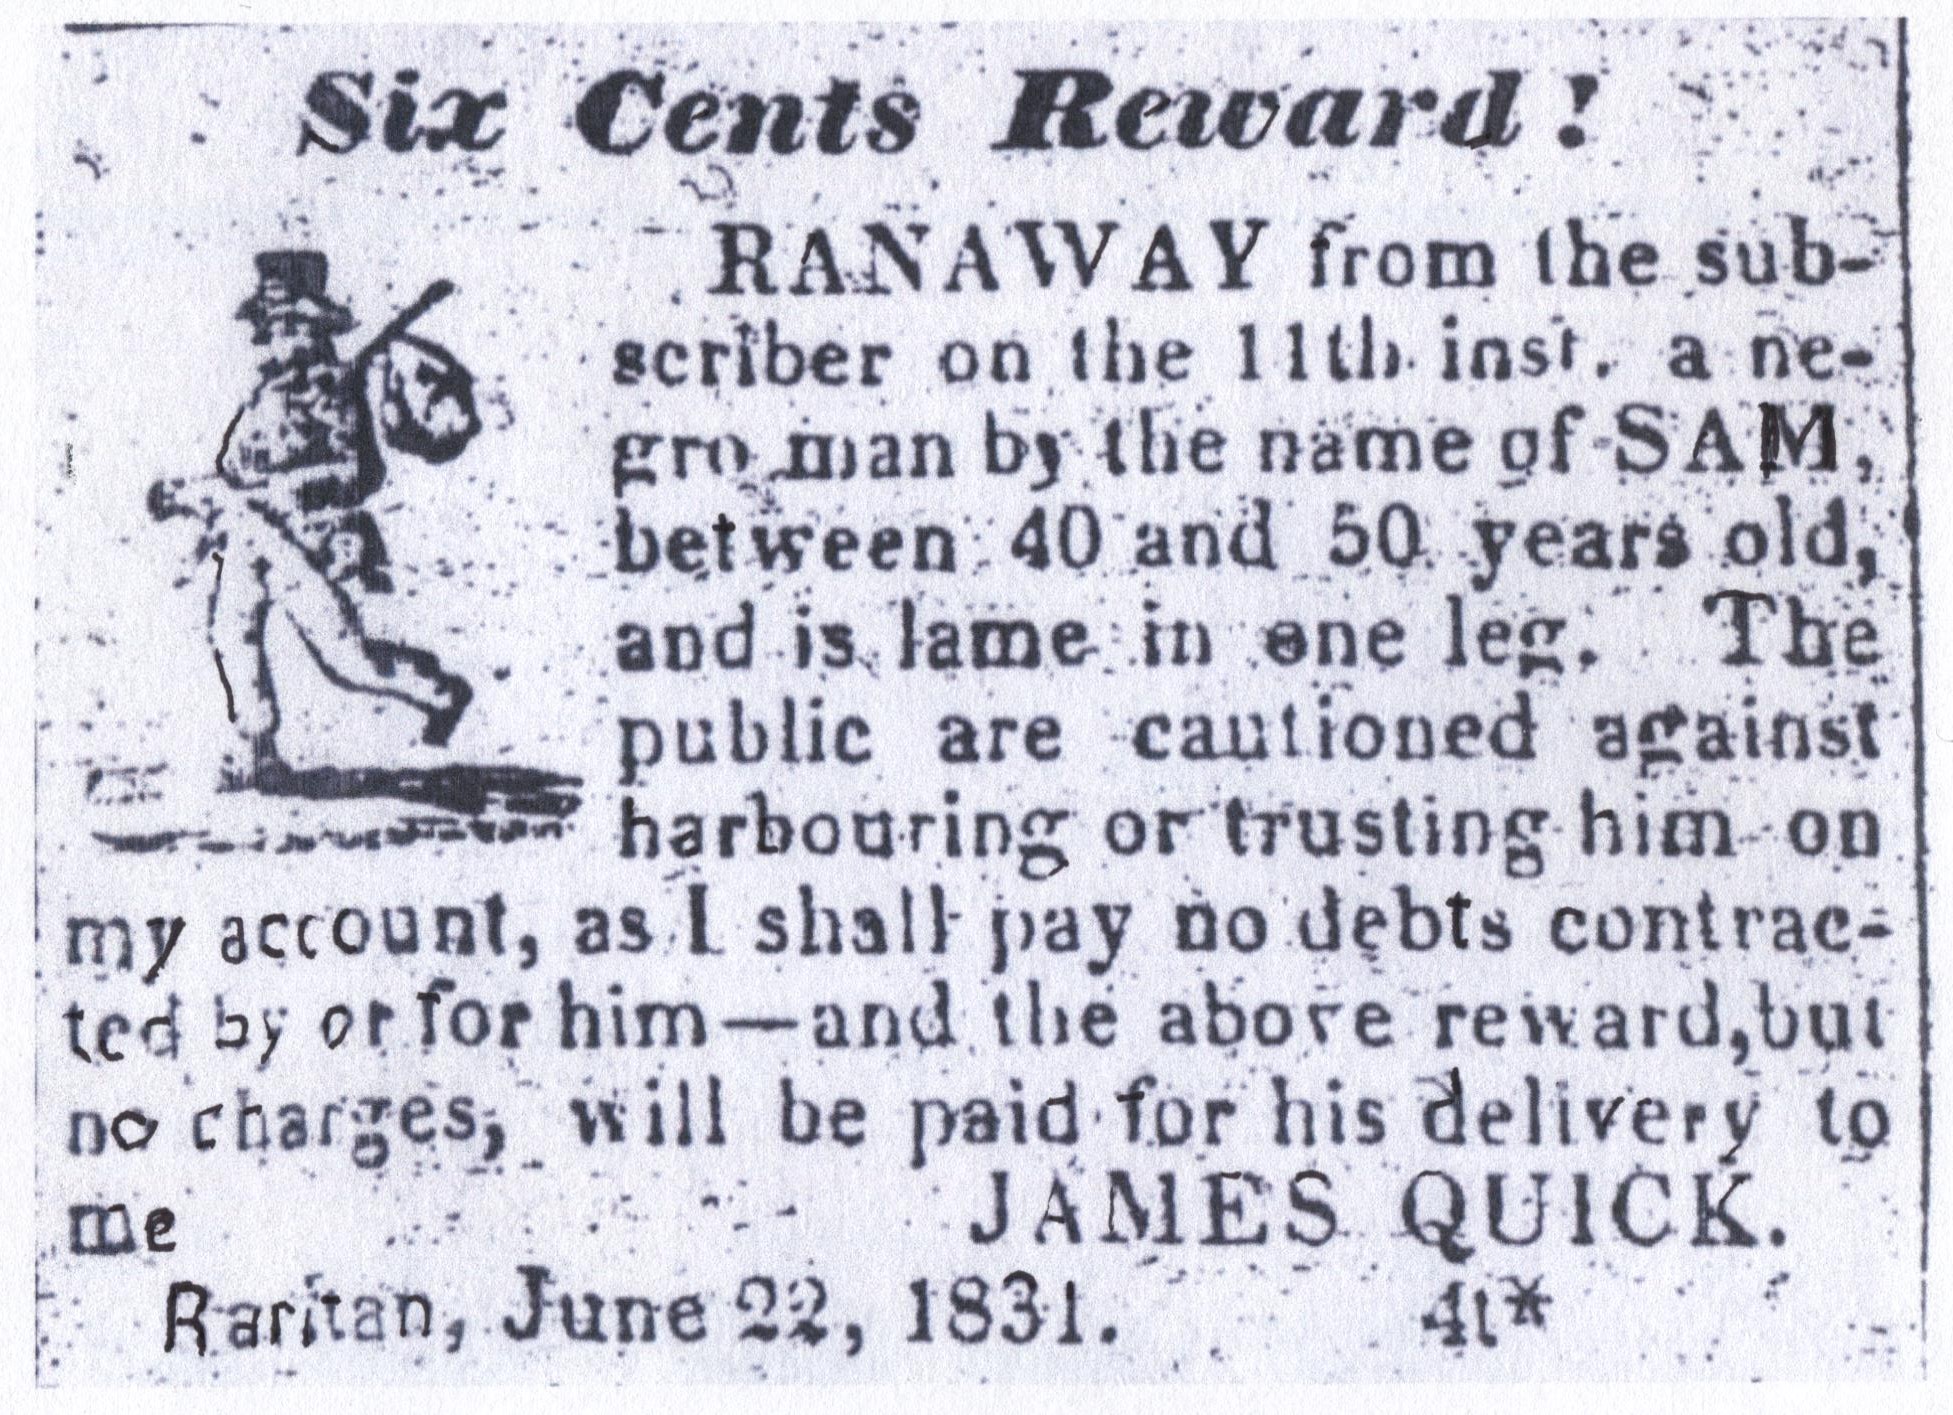 Six Cents Reward!
RANAWAY from the sub-
scriber on the 11th inst. a ne-
gro man by the name of SAM,
between 40 and 50 years old,
and is lame in one leg. The
public are cautioned against
harbouring or trusting him on
my account, as I shall pay no debts contrac-
ted by or for him—and the above reward, but
no charges, will be paid for his delivery to
me JAMES QUICK.
Raritan, June 22, 1831. 4t*